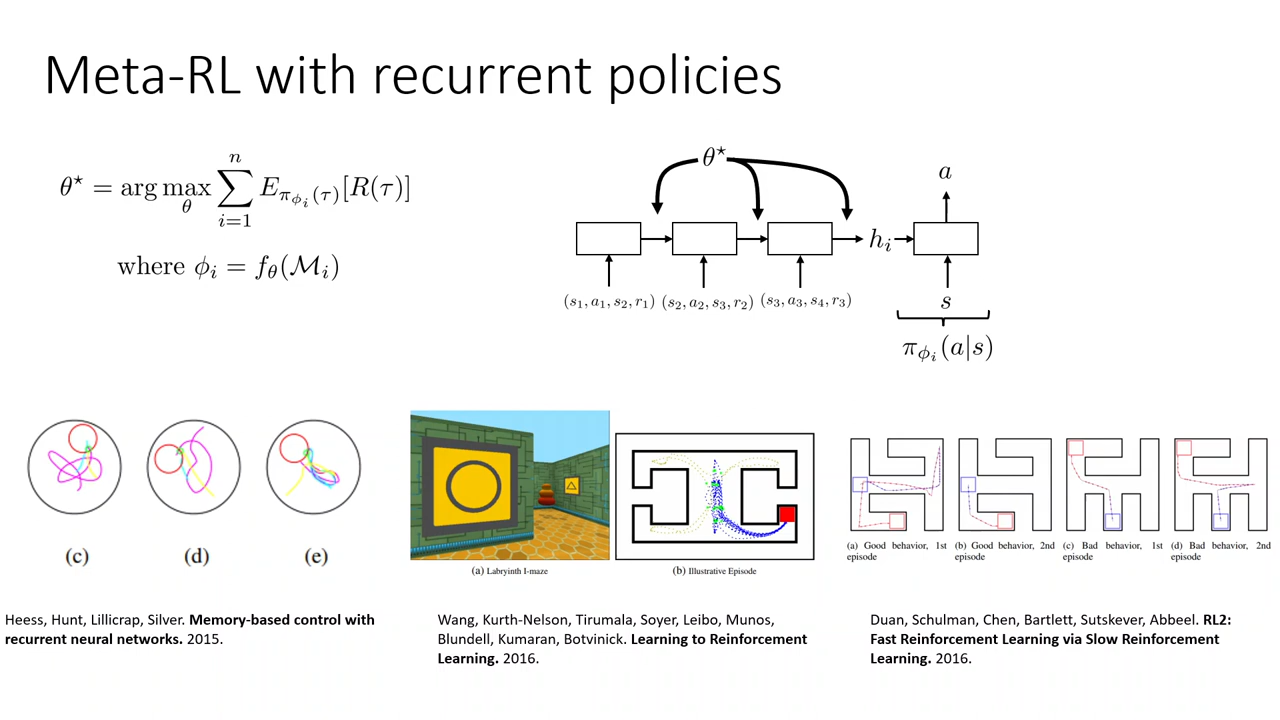 Meta-RL with recurrent policies
θ⋆ = arg max_θ ∑_{i=1}^{n} E_{π_{ϕ_i}(τ)}[R(τ)]
where ϕ_i = f_θ(ℳ_i)
θ⋆
a
h_i
(s_1, a_1, s_2, r_1) (s_2, a_2, s_3, r_2) (s_3, a_3, s_4, r_3)
s
π_{ϕ_i}(a|s)
(c) (d) (e)
(a) Labryinth I-maze
(b) Illustrative Episode
(a) Good behavior, 1st
episode
(b) Good behavior, 2nd
episode
(c) Bad behavior, 1st
episode
(d) Bad behavior, 2nd
episode
Heess, Hunt, Lillicrap, Silver. Memory-based control with
recurrent neural networks. 2015.
Wang, Kurth-Nelson, Tirumala, Soyer, Leibo, Munos,
Blundell, Kumaran, Botvinick. Learning to Reinforcement
Learning. 2016.
Duan, Schulman, Chen, Bartlett, Sutskever, Abbeel. RL2:
Fast Reinforcement Learning via Slow Reinforcement
Learning. 2016.